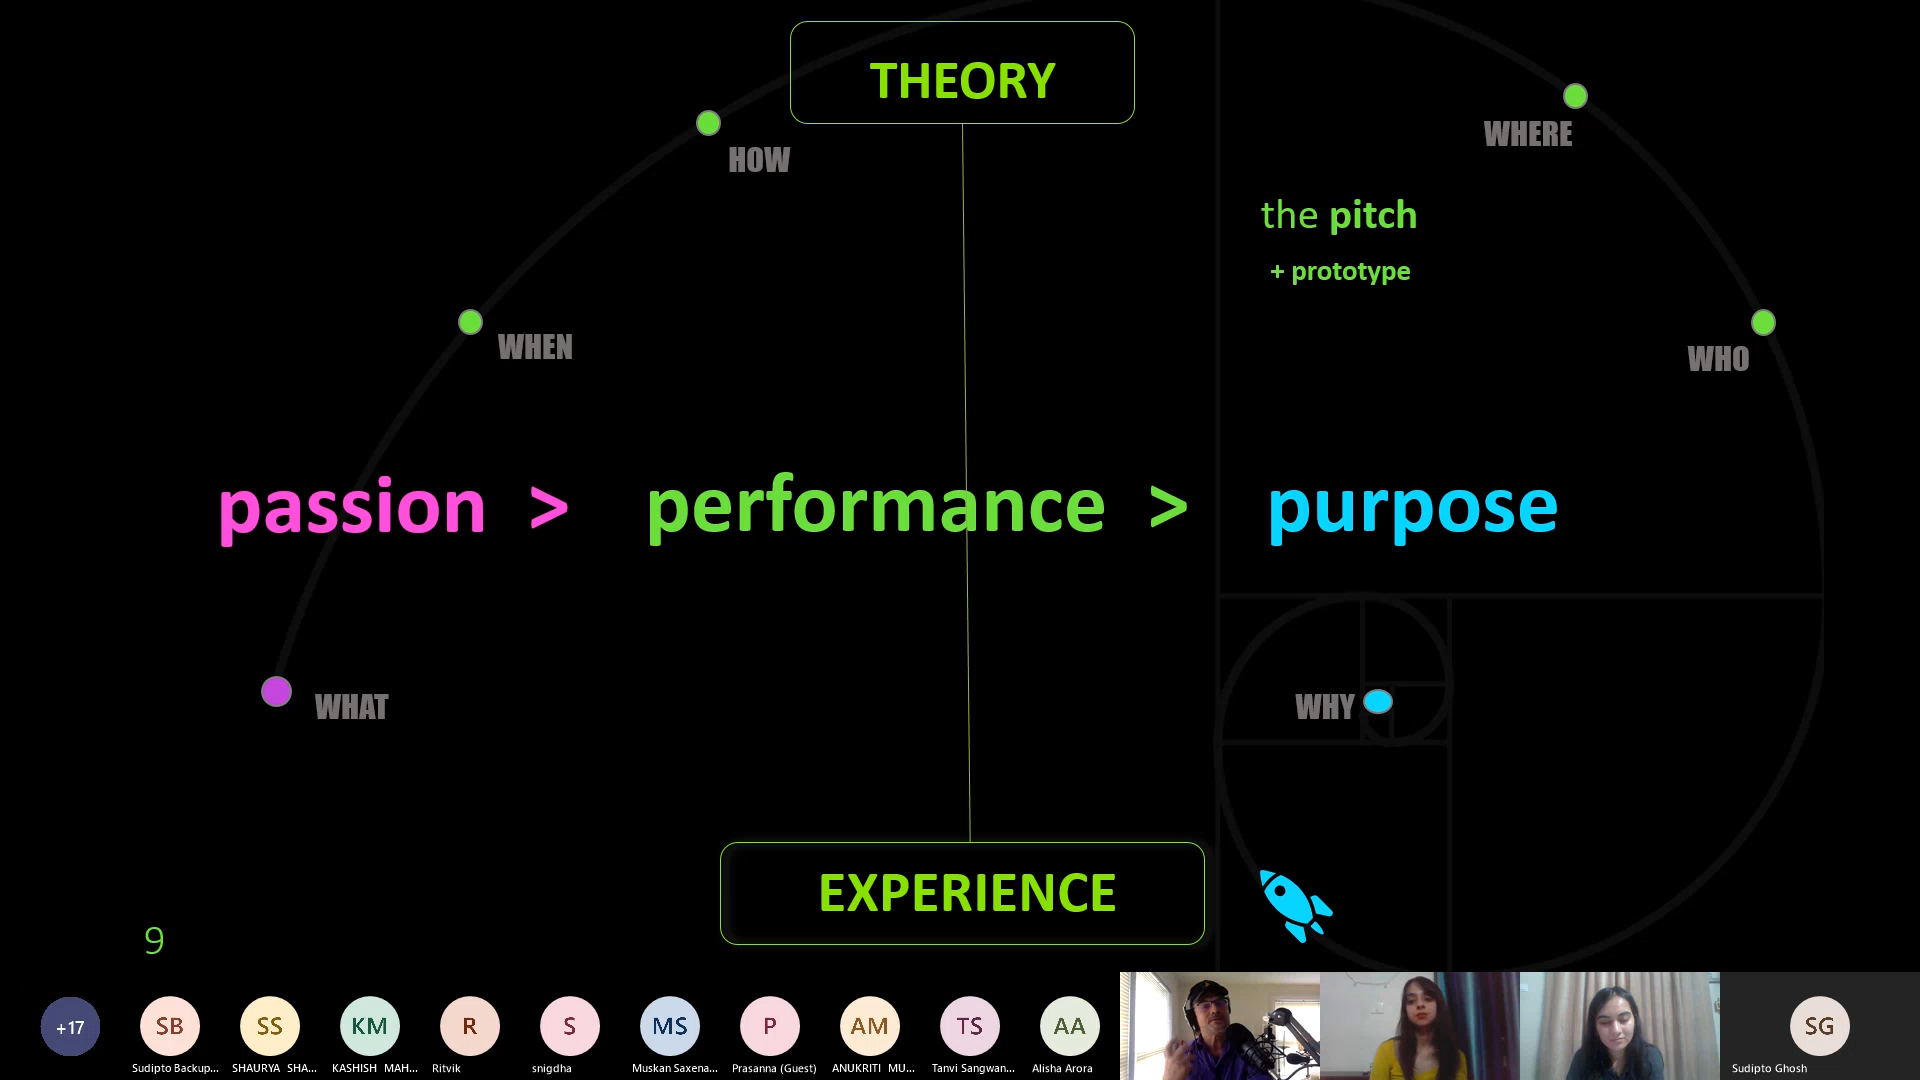 THEORY
HOW
WHERE
the pitch
+ prototype
WHEN
WHO
passion > performance > purpose
WHAT
WHY
EXPERIENCE
9
+17
SB
SS
KM
R
S
MS
P
AM
TS
AA
SG
Sudipto Backup...
SHAURYA SHA...
KASHISH MAH...
Ritvik
snigdha
Muskan Saxena...
Prasanna (Guest)
ANUKRITI MU...
Tanvi Sangwan...
Alisha Arora
Sudipto Ghosh